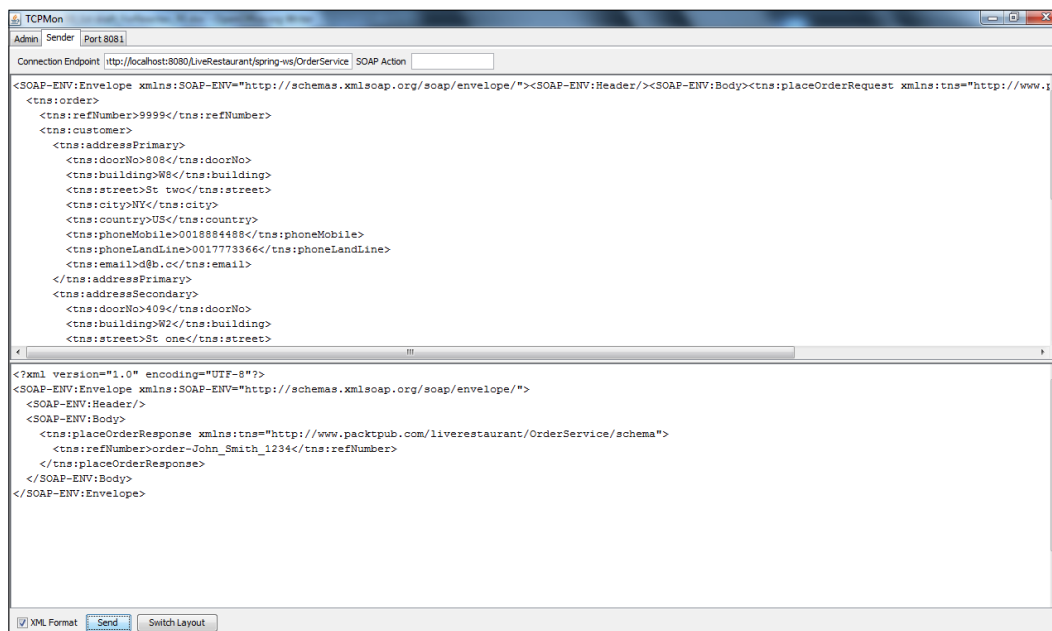 TCPMon
Admin Sender Port 8081
Connection Endpoint ttp://localhost:8080/LiveRestaurant/spring-ws/OrderService SOAP Action
<SOAP-ENV:Envelope xmlns:SOAP-ENV="http://schemas.xmlsoap.org/soap/envelope/"><SOAP-ENV:Header/><SOAP-ENV:Body><tns:placeOrderRequest xmlns:tns="http://www.p
<tns:order>
<tns:refNumber>9999</tns:refNumber>
<tns:customer>
<tns:addressPrimary>
<tns:doorNo>808</tns:doorNo>
<tns:building>W8</tns:building>
<tns:street>St two</tns:street>
<tns:city>NY</tns:city>
<tns:country>US</tns:country>
<tns:phoneMobile>0018884488</tns:phoneMobile>
<tns:phoneLandLine>0017773366</tns:phoneLandLine>
<tns:email>d@b.c</tns:email>
</tns:addressPrimary>
<tns:addressSecondary>
<tns:doorNo>409</tns:doorNo>
<tns:building>W2</tns:building>
<tns:street>St one</tns:street>
<?xml version="1.0" encoding="UTF-8"?>
<SOAP-ENV:Envelope xmlns:SOAP-ENV="http://schemas.xmlsoap.org/soap/envelope/">
<SOAP-ENV:Header/>
<SOAP-ENV:Body>
<tns:placeOrderResponse xmlns:tns="http://www.packtpub.com/liverestaurant/OrderService/schema">
<tns:refNumber>order-John_Smith_1234</tns:refNumber>
</tns:placeOrderResponse>
</SOAP-ENV:Body>
</SOAP-ENV:Envelope>
XML Format Send Switch Layout